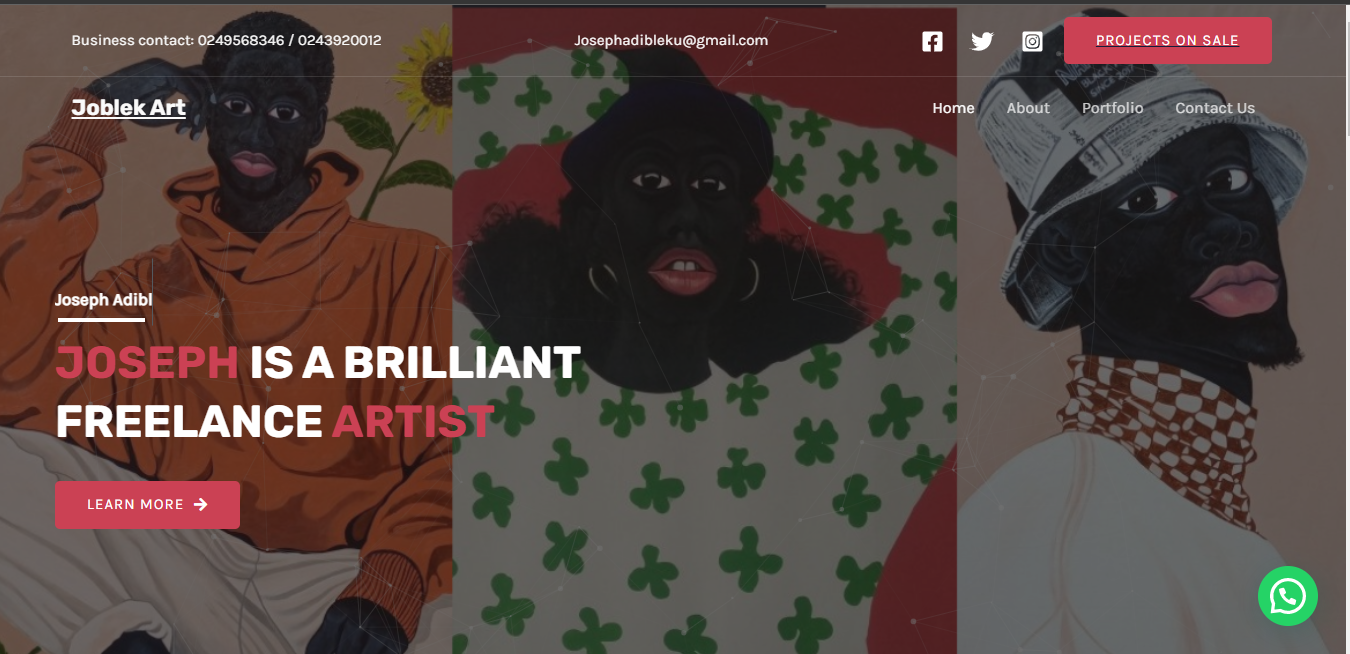 Business contact: 0249568346 / 0243920012
Josephadibleku@gmail.com
PROJECTS ON SALE
Joblek Art
Home
About
Portfolio
Contact Us
Joseph Adibl
JOSEPH IS A BRILLIANT
FREELANCE ARTIST
LEARN MORE